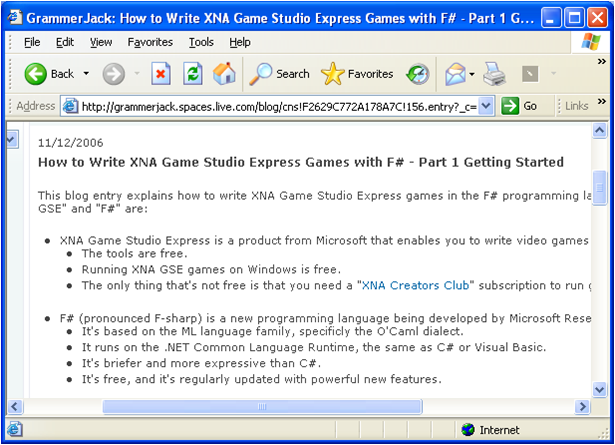 GrammerJack: How to Write XNA Game Studio Express Games with F# - Part 1 G...
File Edit View Favorites Tools Help
Back Search Favorites
Address http://grammerjack.spaces.live.com/blog/cns!F2629C772A178A7C!156.entry?_c= Go Links
11/12/2006
How to Write XNA Game Studio Express Games with F# - Part 1 Getting Started
This blog entry explains how to write XNA Game Studio Express games in the F# programming la
GSE" and "F#" are:
XNA Game Studio Express is a product from Microsoft that enables you to write video games
The tools are free.
Running XNA GSE games on Windows is free.
The only thing that's not free is that you need a "XNA Creators Club" subscription to run g
F# (pronounced F-sharp) is a new programming language being developed by Microsoft Rese
It's based on the ML language family, specificly the O'Caml dialect.
It runs on the .NET Common Language Runtime, the same as C# or Visual Basic.
It's briefer and more expressive than C#.
It's free, and it's regularly updated with powerful new features.
Internet